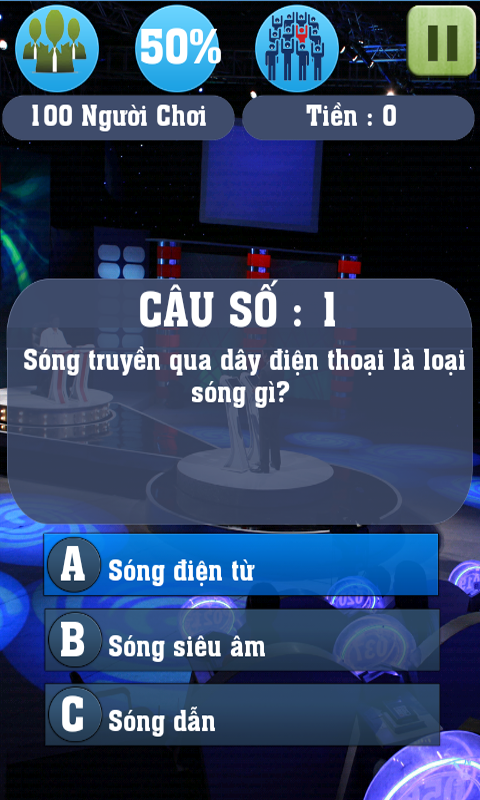 50%
100 Người Chơi
Tiền : 0
CÂU SỐ : 1
Sóng truyền qua dây điện thoại là loại
sóng gì?
A Sóng điện từ
B Sóng siêu âm
C Sóng dẫn